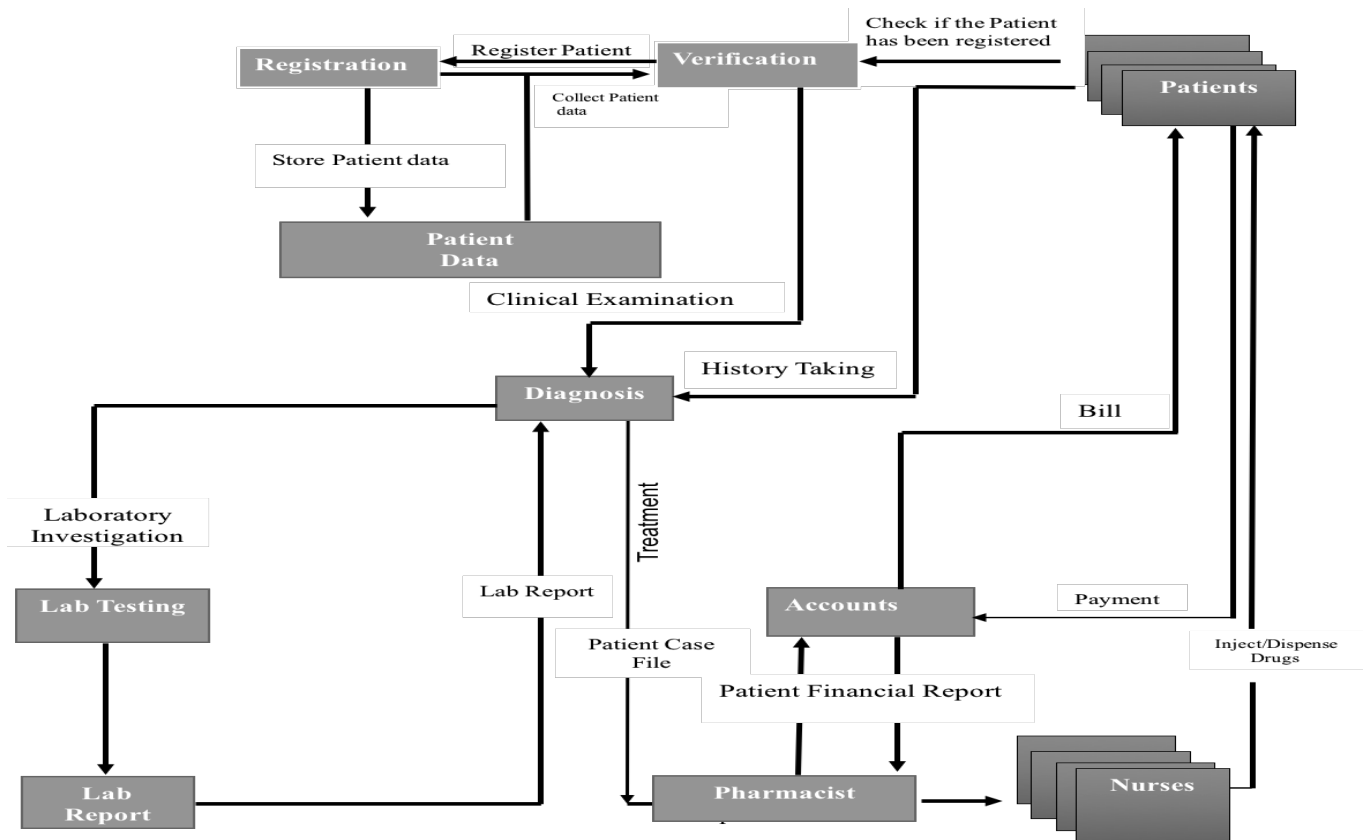 Check if the Patient
has been registered
Register Patient
Registration
Verification
Patients
Collect Patient
data
Store Patient data
Patient
Data
Clinical Examination
History Taking
Diagnosis
Bill
Treatment
Laboratory
Investigation
Lab Report
Lab Testing
Accounts
Payment
Patient Case
File
Inject/Dispense
Drugs
Patient Financial Report
Lab
Report
Pharmacist
Nurses